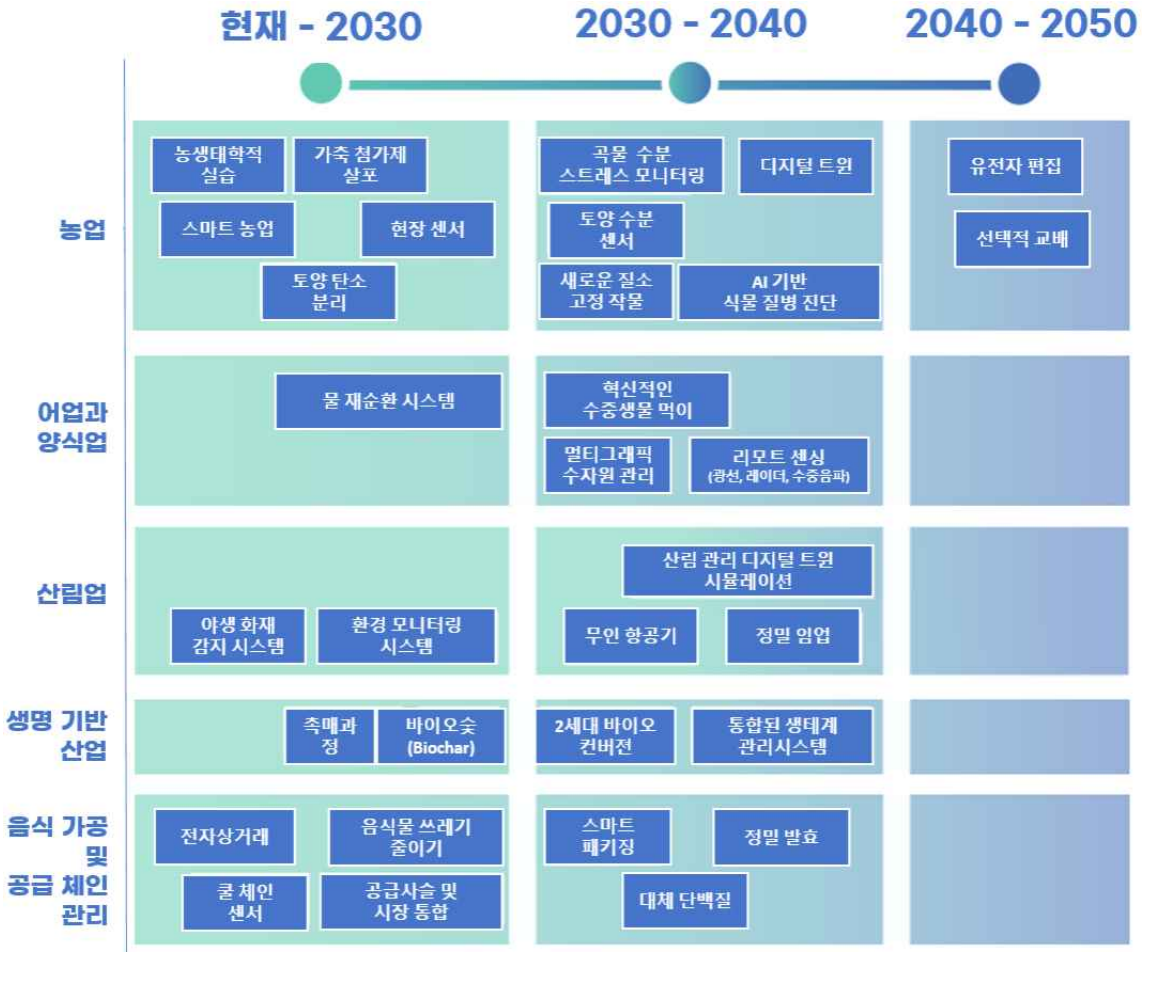 현재 - 2030
2030 - 2040
2040 - 2050
농업
농생태학적
실습
가축 첨가제
살포
스마트 농업
현장 센서
토양 탄소
분리
곡물 수분
스트레스 모니터링
디지털 트윈
토양 수분
센서
새로운 질소
고정 작물
AI 기반
식물 질병 진단
유전자 편집
선택적 교배
어업과
양식업
물 재순환 시스템
혁신적인
수중생물 먹이
멀티그래픽
수자원 관리
리모트 센싱
(광선, 레이더, 수중음파)
산림업
야생 화재
감지 시스템
환경 모니터링
시스템
산림 관리 디지털 트윈
시뮬레이션
무인 항공기
정밀 임업
생명 기반
산업
촉매과
정
바이오숯
(Biochar)
2세대 바이오
컨버전
통합된 생태계
관리시스템
음식 가공
및
공급 체인
관리
전자상거래
음식물 쓰레기
줄이기
쿨 체인
센서
공급사슬 및
시장 통합
스마트
패키징
정밀 발효
대체 단백질